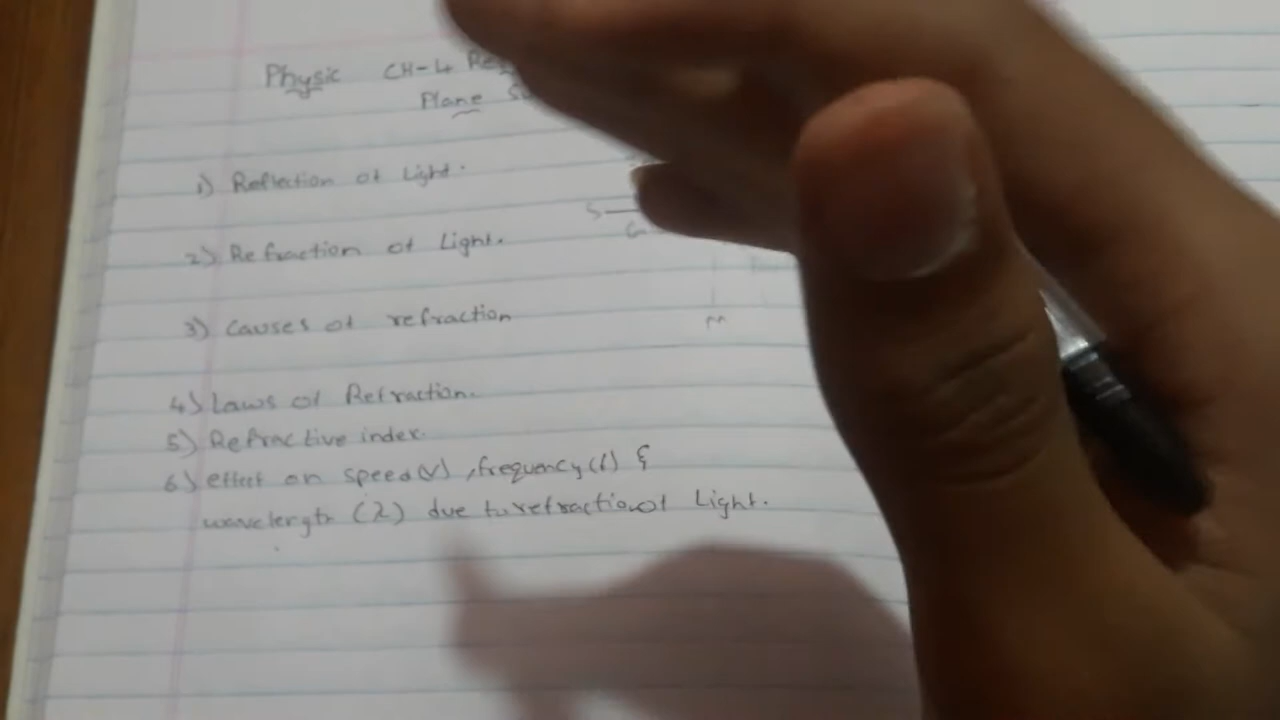 Physic CH-4
Plane
1) Reflection of Light.
2) Refraction of Light.
3) Causes of refraction
4) Laws of Refraction.
5) Refractive index.
6) effect on speed(v), frequency(f) &
wavelength (λ) due to refraction of Light.
S
G
M